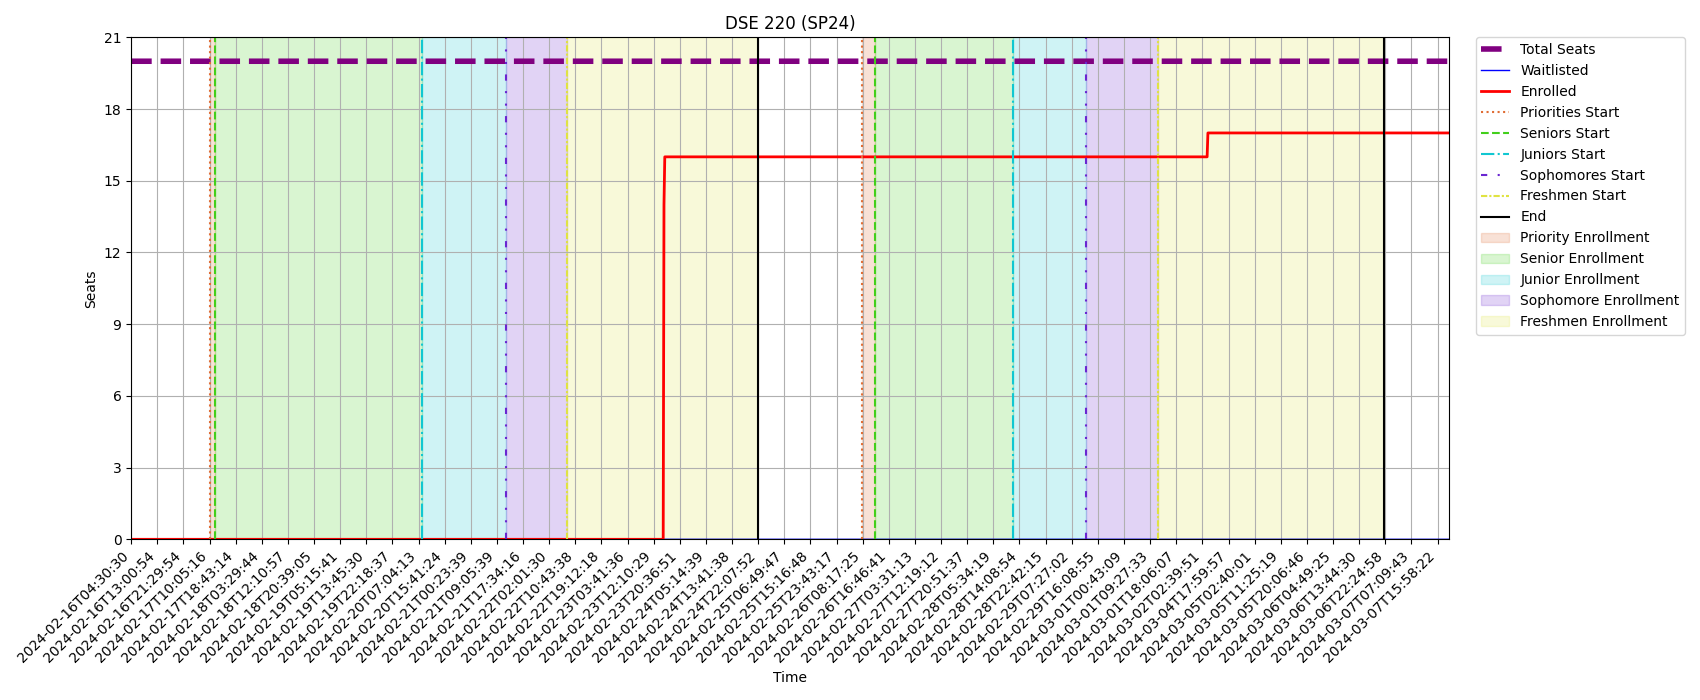 DSE 220 (SP24)
21
18
15
12
9
6
3
0
Seats
2024-02-16T04:30:30
2024-02-16T13:00:54
2024-02-16T21:29:54
2024-02-17T10:05:16
2024-02-17T18:43:14
2024-02-18T03:29:44
2024-02-18T12:10:57
2024-02-18T20:39:05
2024-02-19T05:15:41
2024-02-19T13:45:30
2024-02-19T22:18:37
2024-02-20T07:04:13
2024-02-20T15:41:24
2024-02-21T00:23:39
2024-02-21T09:05:39
2024-02-21T17:34:16
2024-02-22T02:01:30
2024-02-22T10:43:38
2024-02-22T19:12:18
2024-02-23T03:41:36
2024-02-23T12:10:29
2024-02-23T20:36:51
2024-02-24T05:14:39
2024-02-24T13:41:38
2024-02-24T22:07:52
2024-02-25T06:49:47
2024-02-25T15:16:48
2024-02-25T23:43:17
2024-02-26T08:17:25
2024-02-26T16:46:41
2024-02-27T03:31:13
2024-02-27T12:19:12
2024-02-27T20:51:37
2024-02-28T05:34:19
2024-02-28T14:08:54
2024-02-28T22:42:15
2024-02-29T07:27:02
2024-02-29T16:08:55
2024-03-01T00:43:09
2024-03-01T09:27:33
2024-03-01T18:06:07
2024-03-02T02:39:51
2024-03-04T17:59:57
2024-03-05T02:40:01
2024-03-05T11:25:19
2024-03-05T20:06:46
2024-03-06T04:49:25
2024-03-06T13:44:30
2024-03-06T22:24:58
2024-03-07T07:09:43
2024-03-07T15:58:22
Time
Total Seats
Waitlisted
Enrolled
Priorities Start
Seniors Start
Juniors Start
Sophomores Start
Freshmen Start
End
Priority Enrollment
Senior Enrollment
Junior Enrollment
Sophomore Enrollment
Freshmen Enrollment